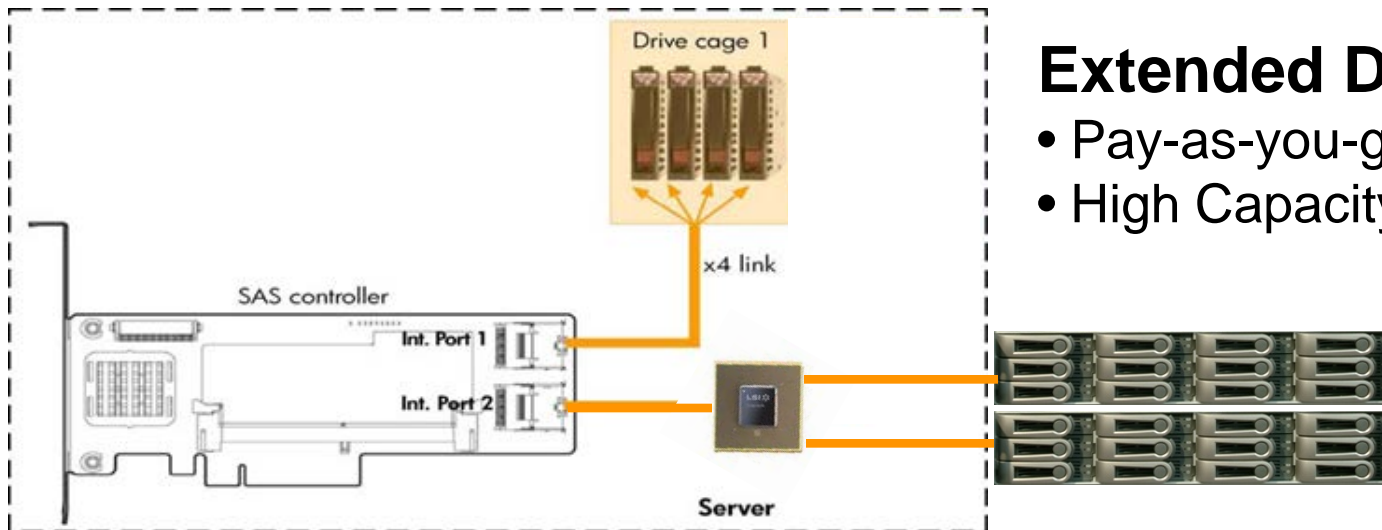 Drive cage 1
Extended D
• Pay-as-you-g
• High Capacity
x4 link
SAS controller
Int. Port 1
Int. Port 2
LSI
Server